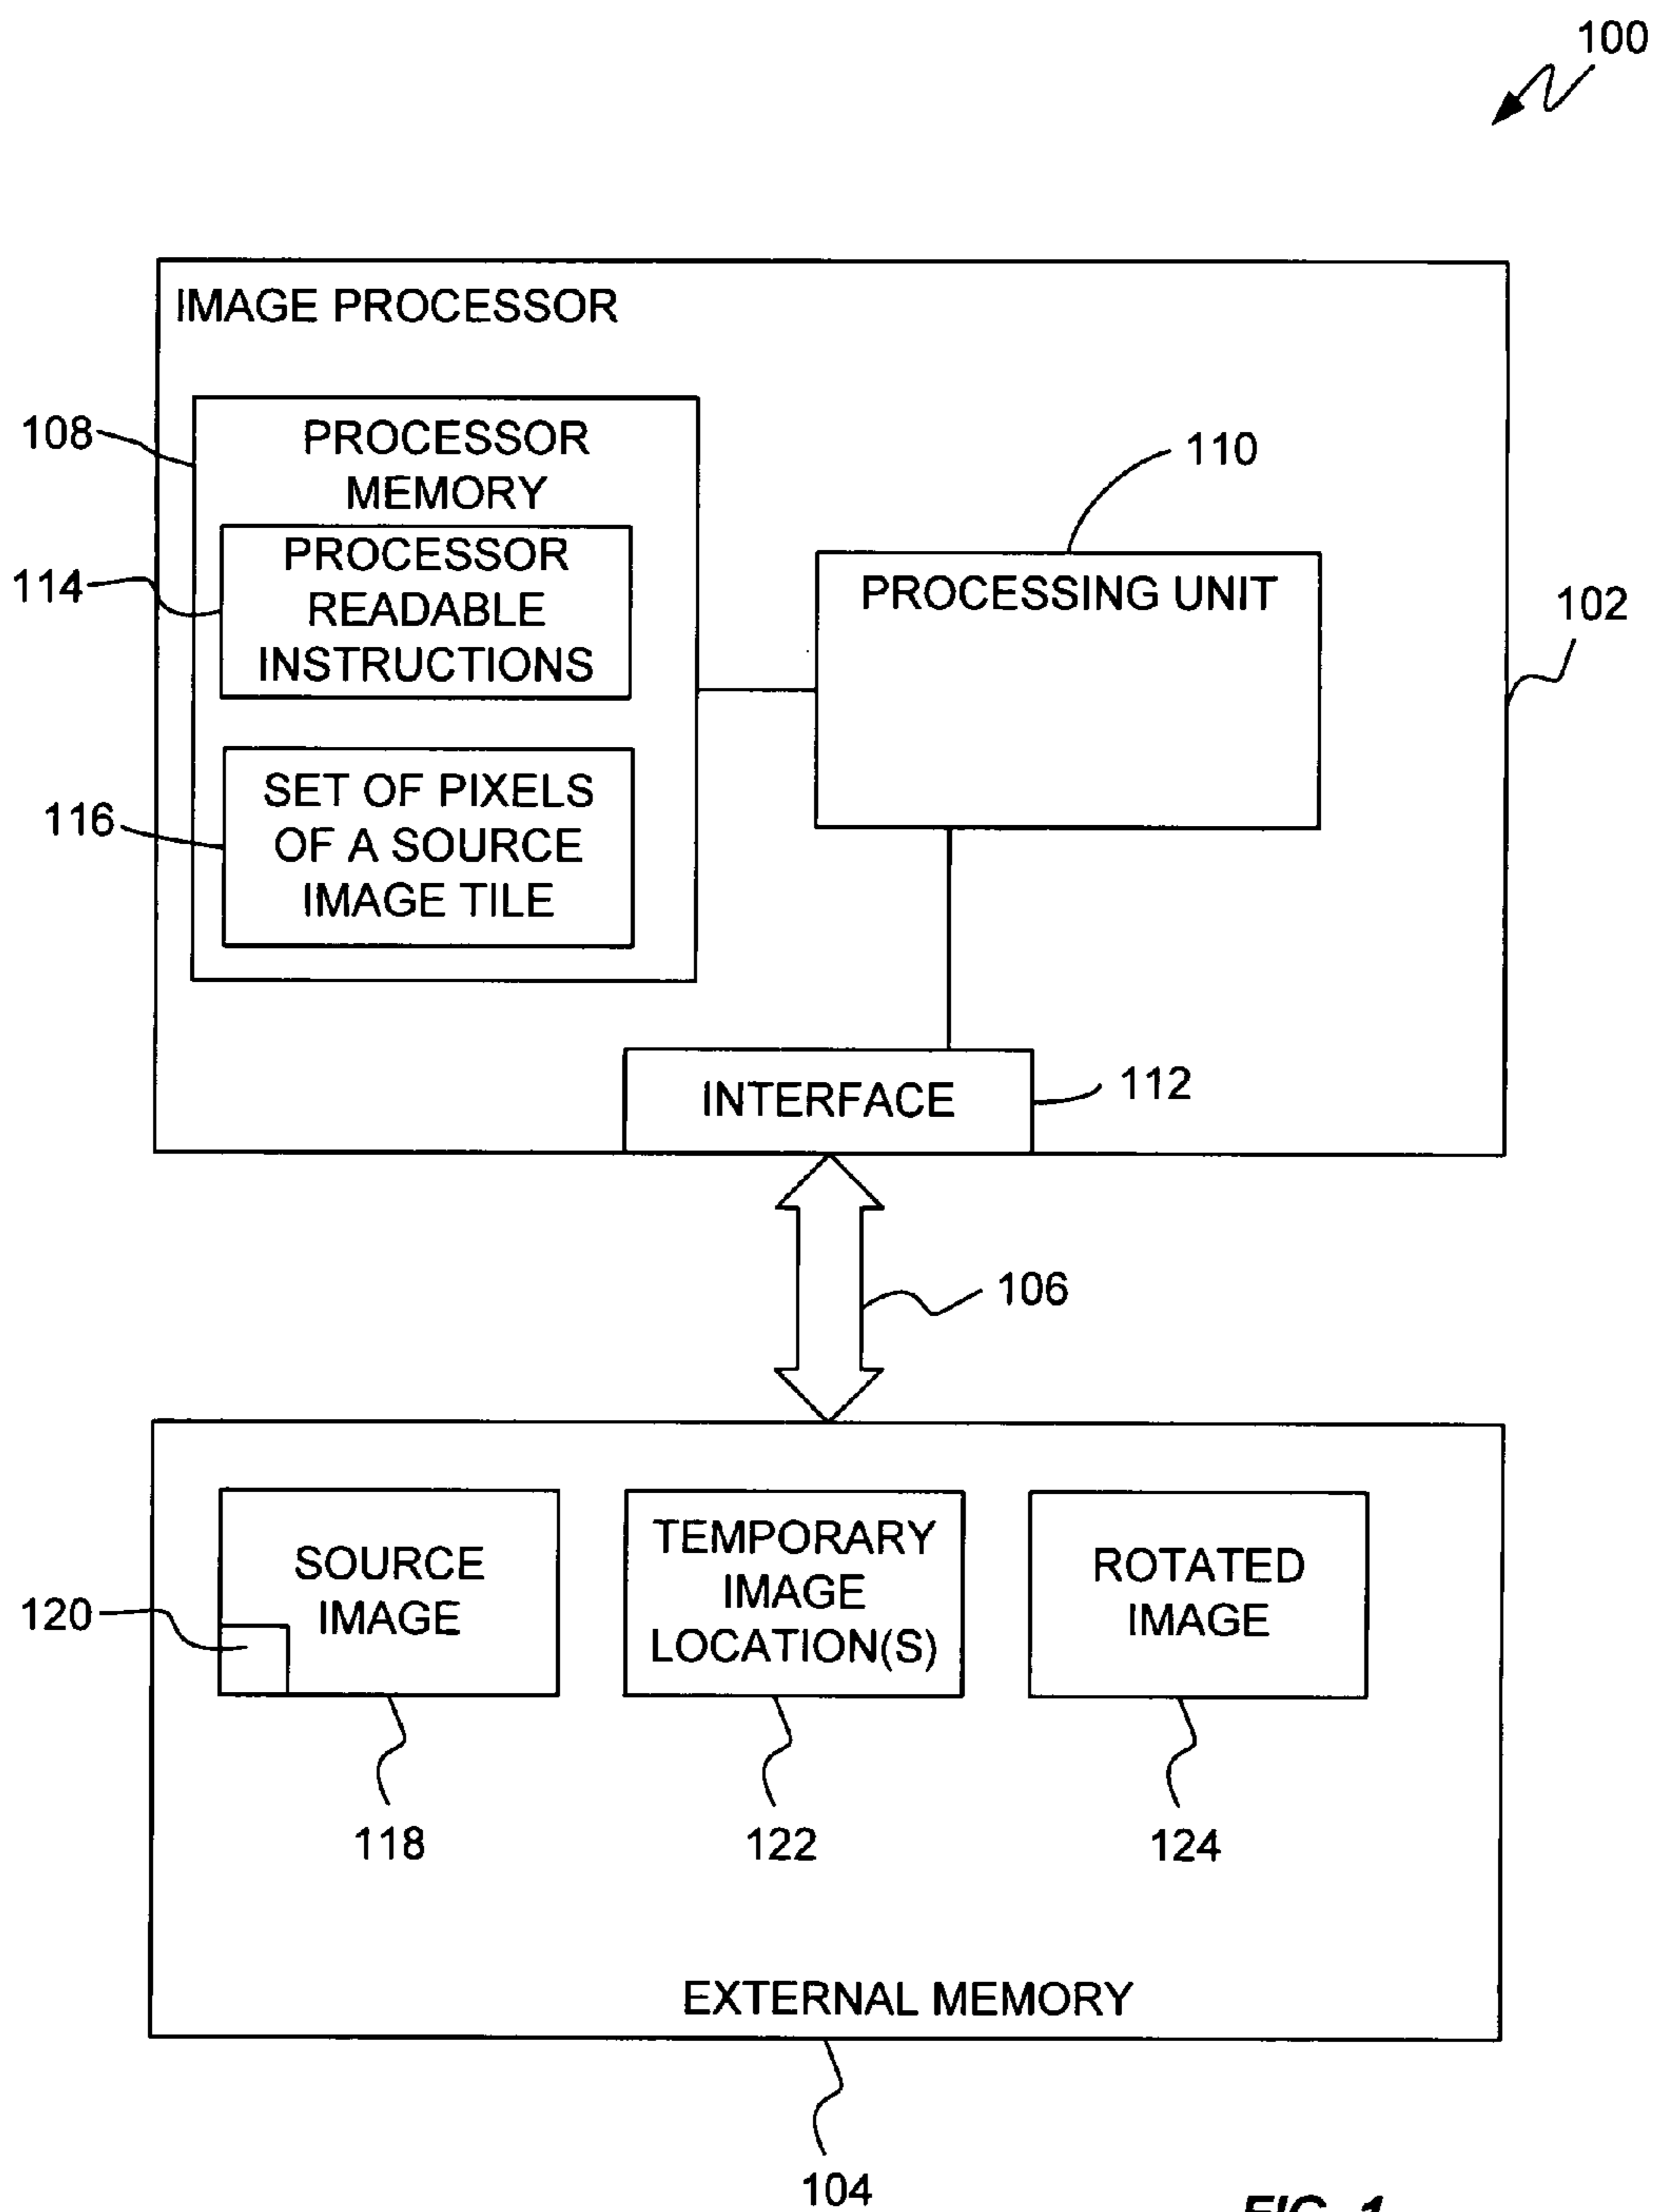 100
IMAGE PROCESSOR
108
PROCESSOR
MEMORY
110
114
PROCESSOR
READABLE
INSTRUCTIONS
PROCESSING UNIT
102
116
SET OF PIXELS
OF A SOURCE
IMAGE TILE
INTERFACE
112
106
120
SOURCE
IMAGE
TEMPORARY
IMAGE
LOCATION(S)
ROTATED
IMAGE
118
122
124
EXTERNAL MEMORY
104
FIG. 1